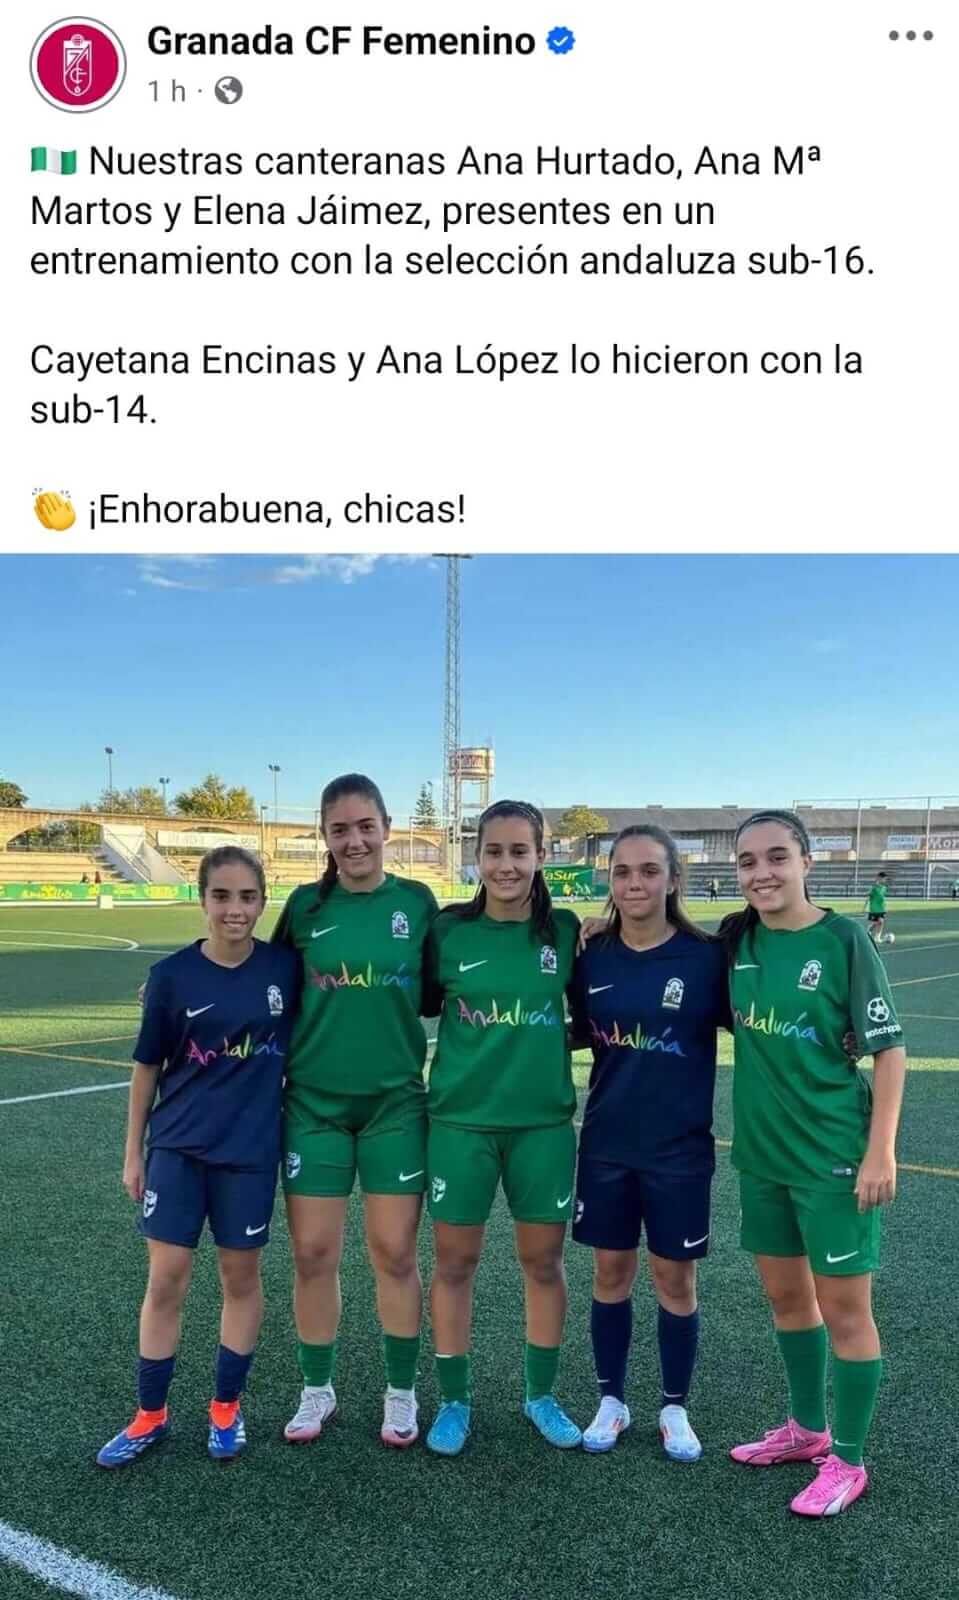 Granada CF Femenino
1 h ·
Nuestras canteranas Ana Hurtado, Ana Mª
Martos y Elena Jáimez, presentes en un
entrenamiento con la selección andaluza sub-16.
Cayetana Encinas y Ana López lo hicieron con la
sub-14.
¡Enhorabuena, chicas!
Andalucía
Andalucía
Andalucía
Andalucía
Andalucía